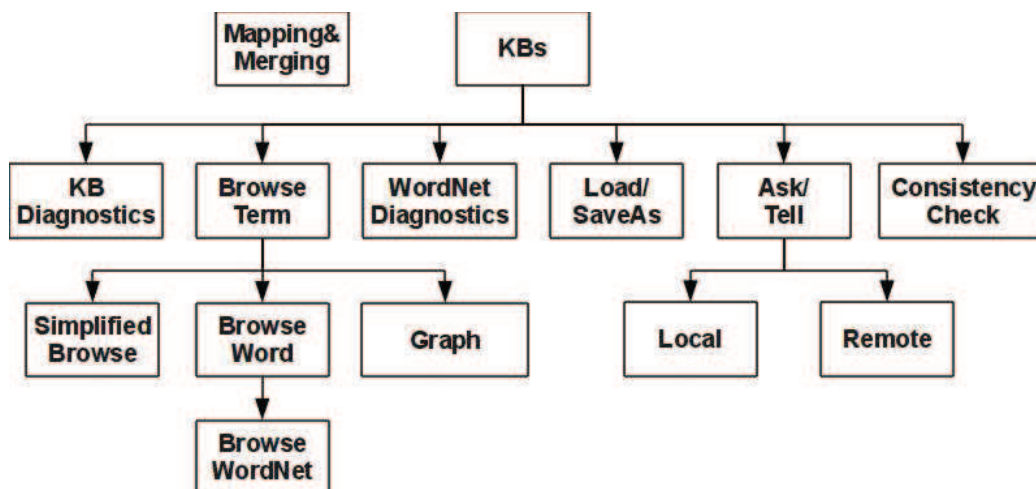 Mapping&
Merging
KBs
KB
Diagnostics
Browse
Term
WordNet
Diagnostics
Load/
SaveAs
Ask/
Tell
Consistency
Check
Simplified
Browse
Browse
Word
Graph
Local
Remote
Browse
WordNet